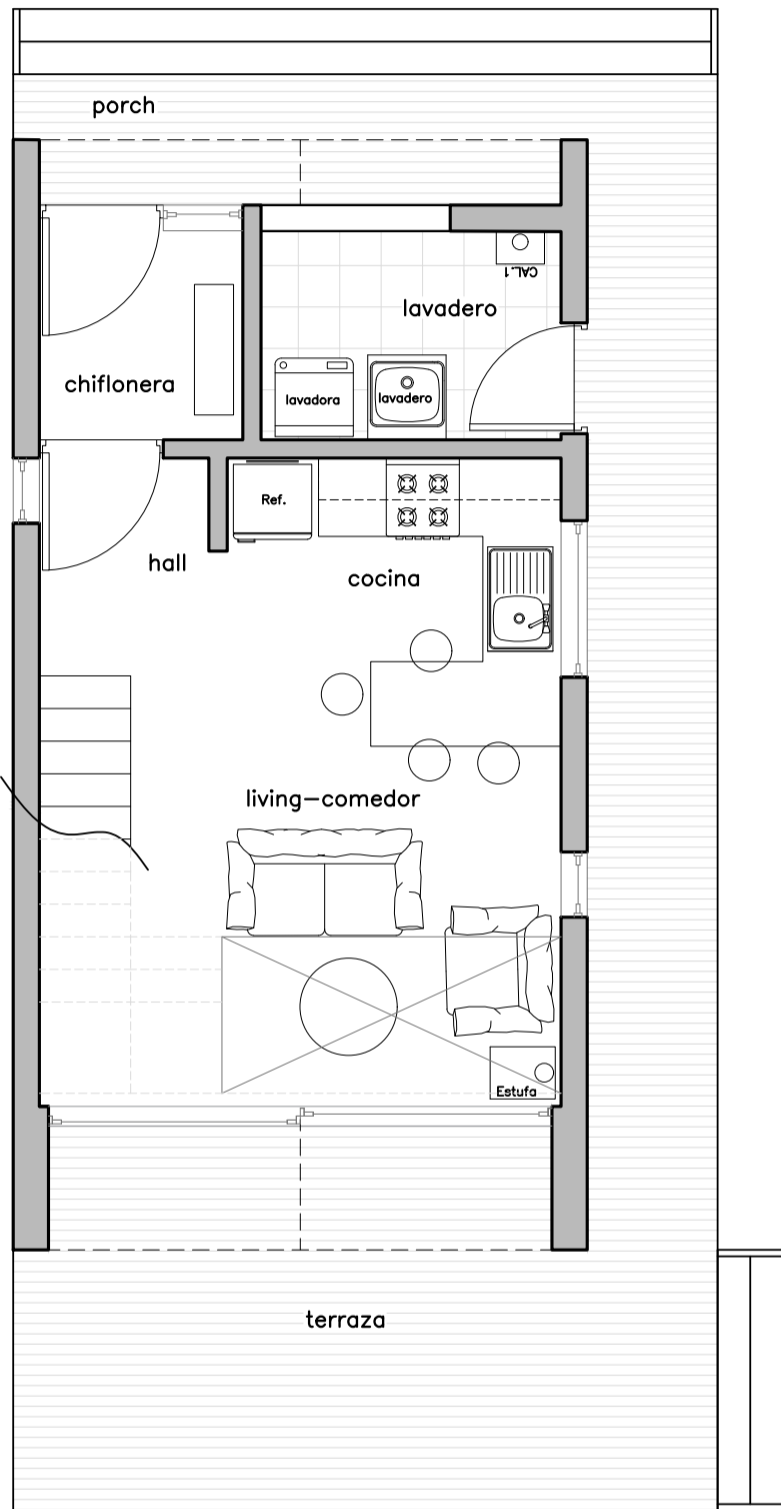 porch
CAL.1
lavadero
chiflonera
lavadora
lavadero
Ref.
hall
cocina
living-comedor
Estufa
terraza